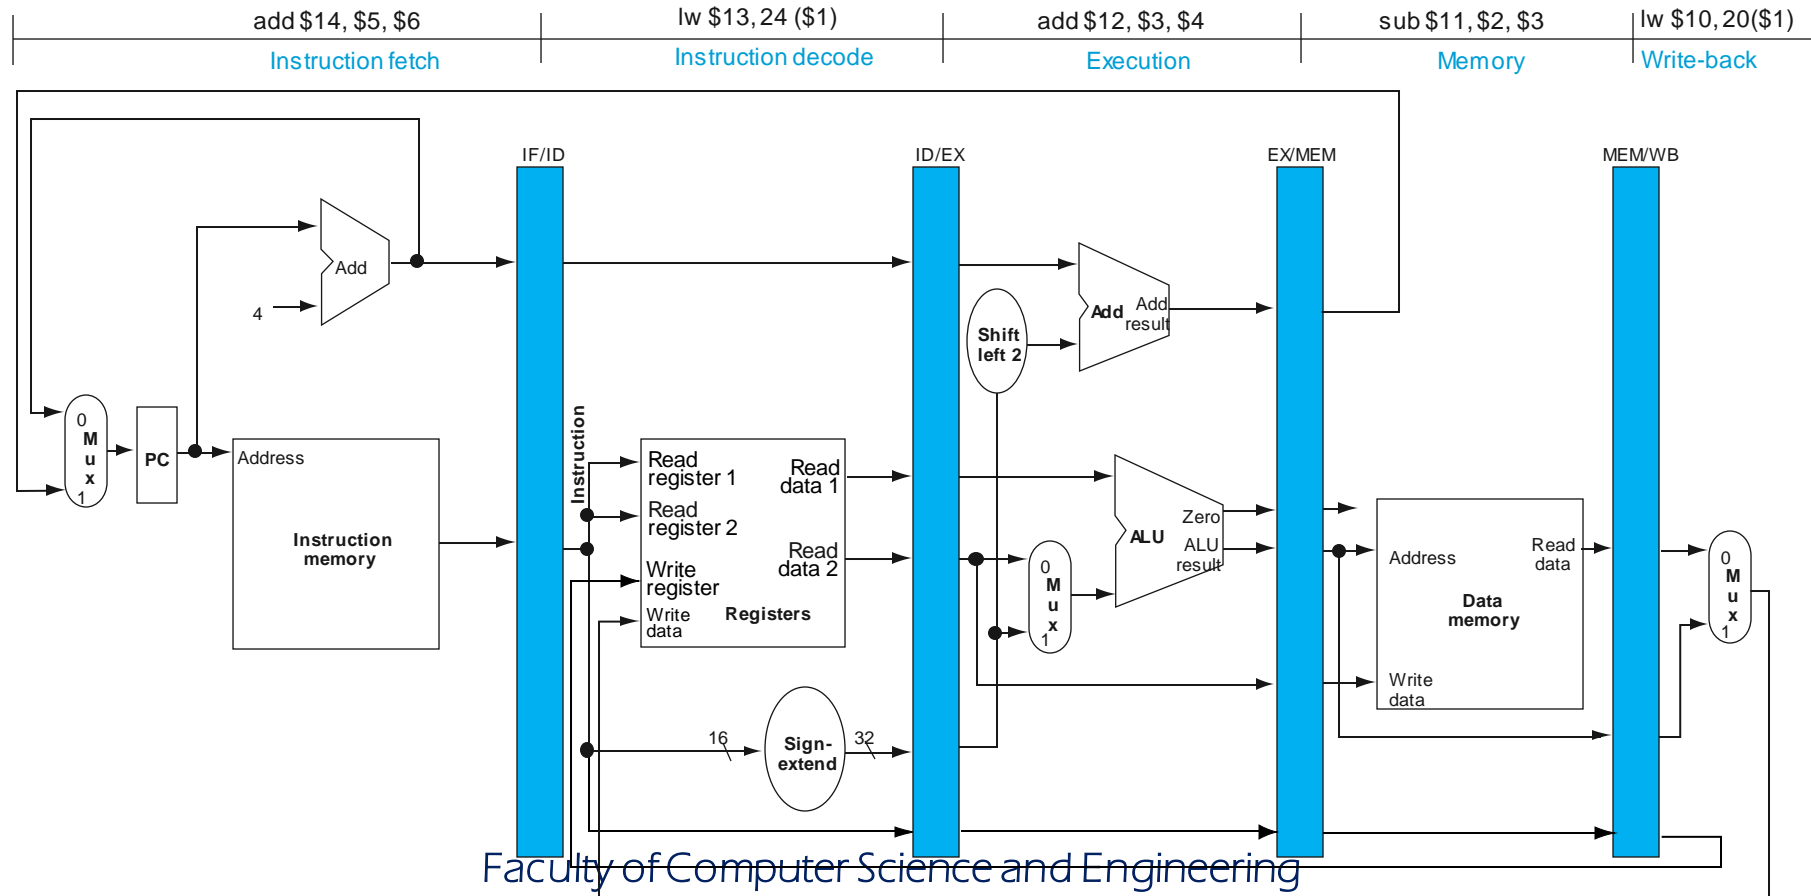 add $14, $5, $6
lw $13, 24 ($1)
add $12, $3, $4
sub $11, $2, $3
lw $10, 20($1)
Instruction fetch
Instruction decode
Execution
Memory
Write-back
IF/ID
ID/EX
EX/MEM
MEM/WB
Add
4
Shift
left 2
Add
Add
result
0
M
u
x
1
PC
Address
Instruction
memory
Instruction
Read
register 1
Read
register 2
Write
register
Write
data
Read
data 1
Read
data 2
Registers
16
Sign-
extend
32
0
M
u
x
1
Zero
ALU
ALU
result
Address
Read
data
Data
memory
Write
data
0
M
u
x
1
Faculty of Computer Science and Engineering